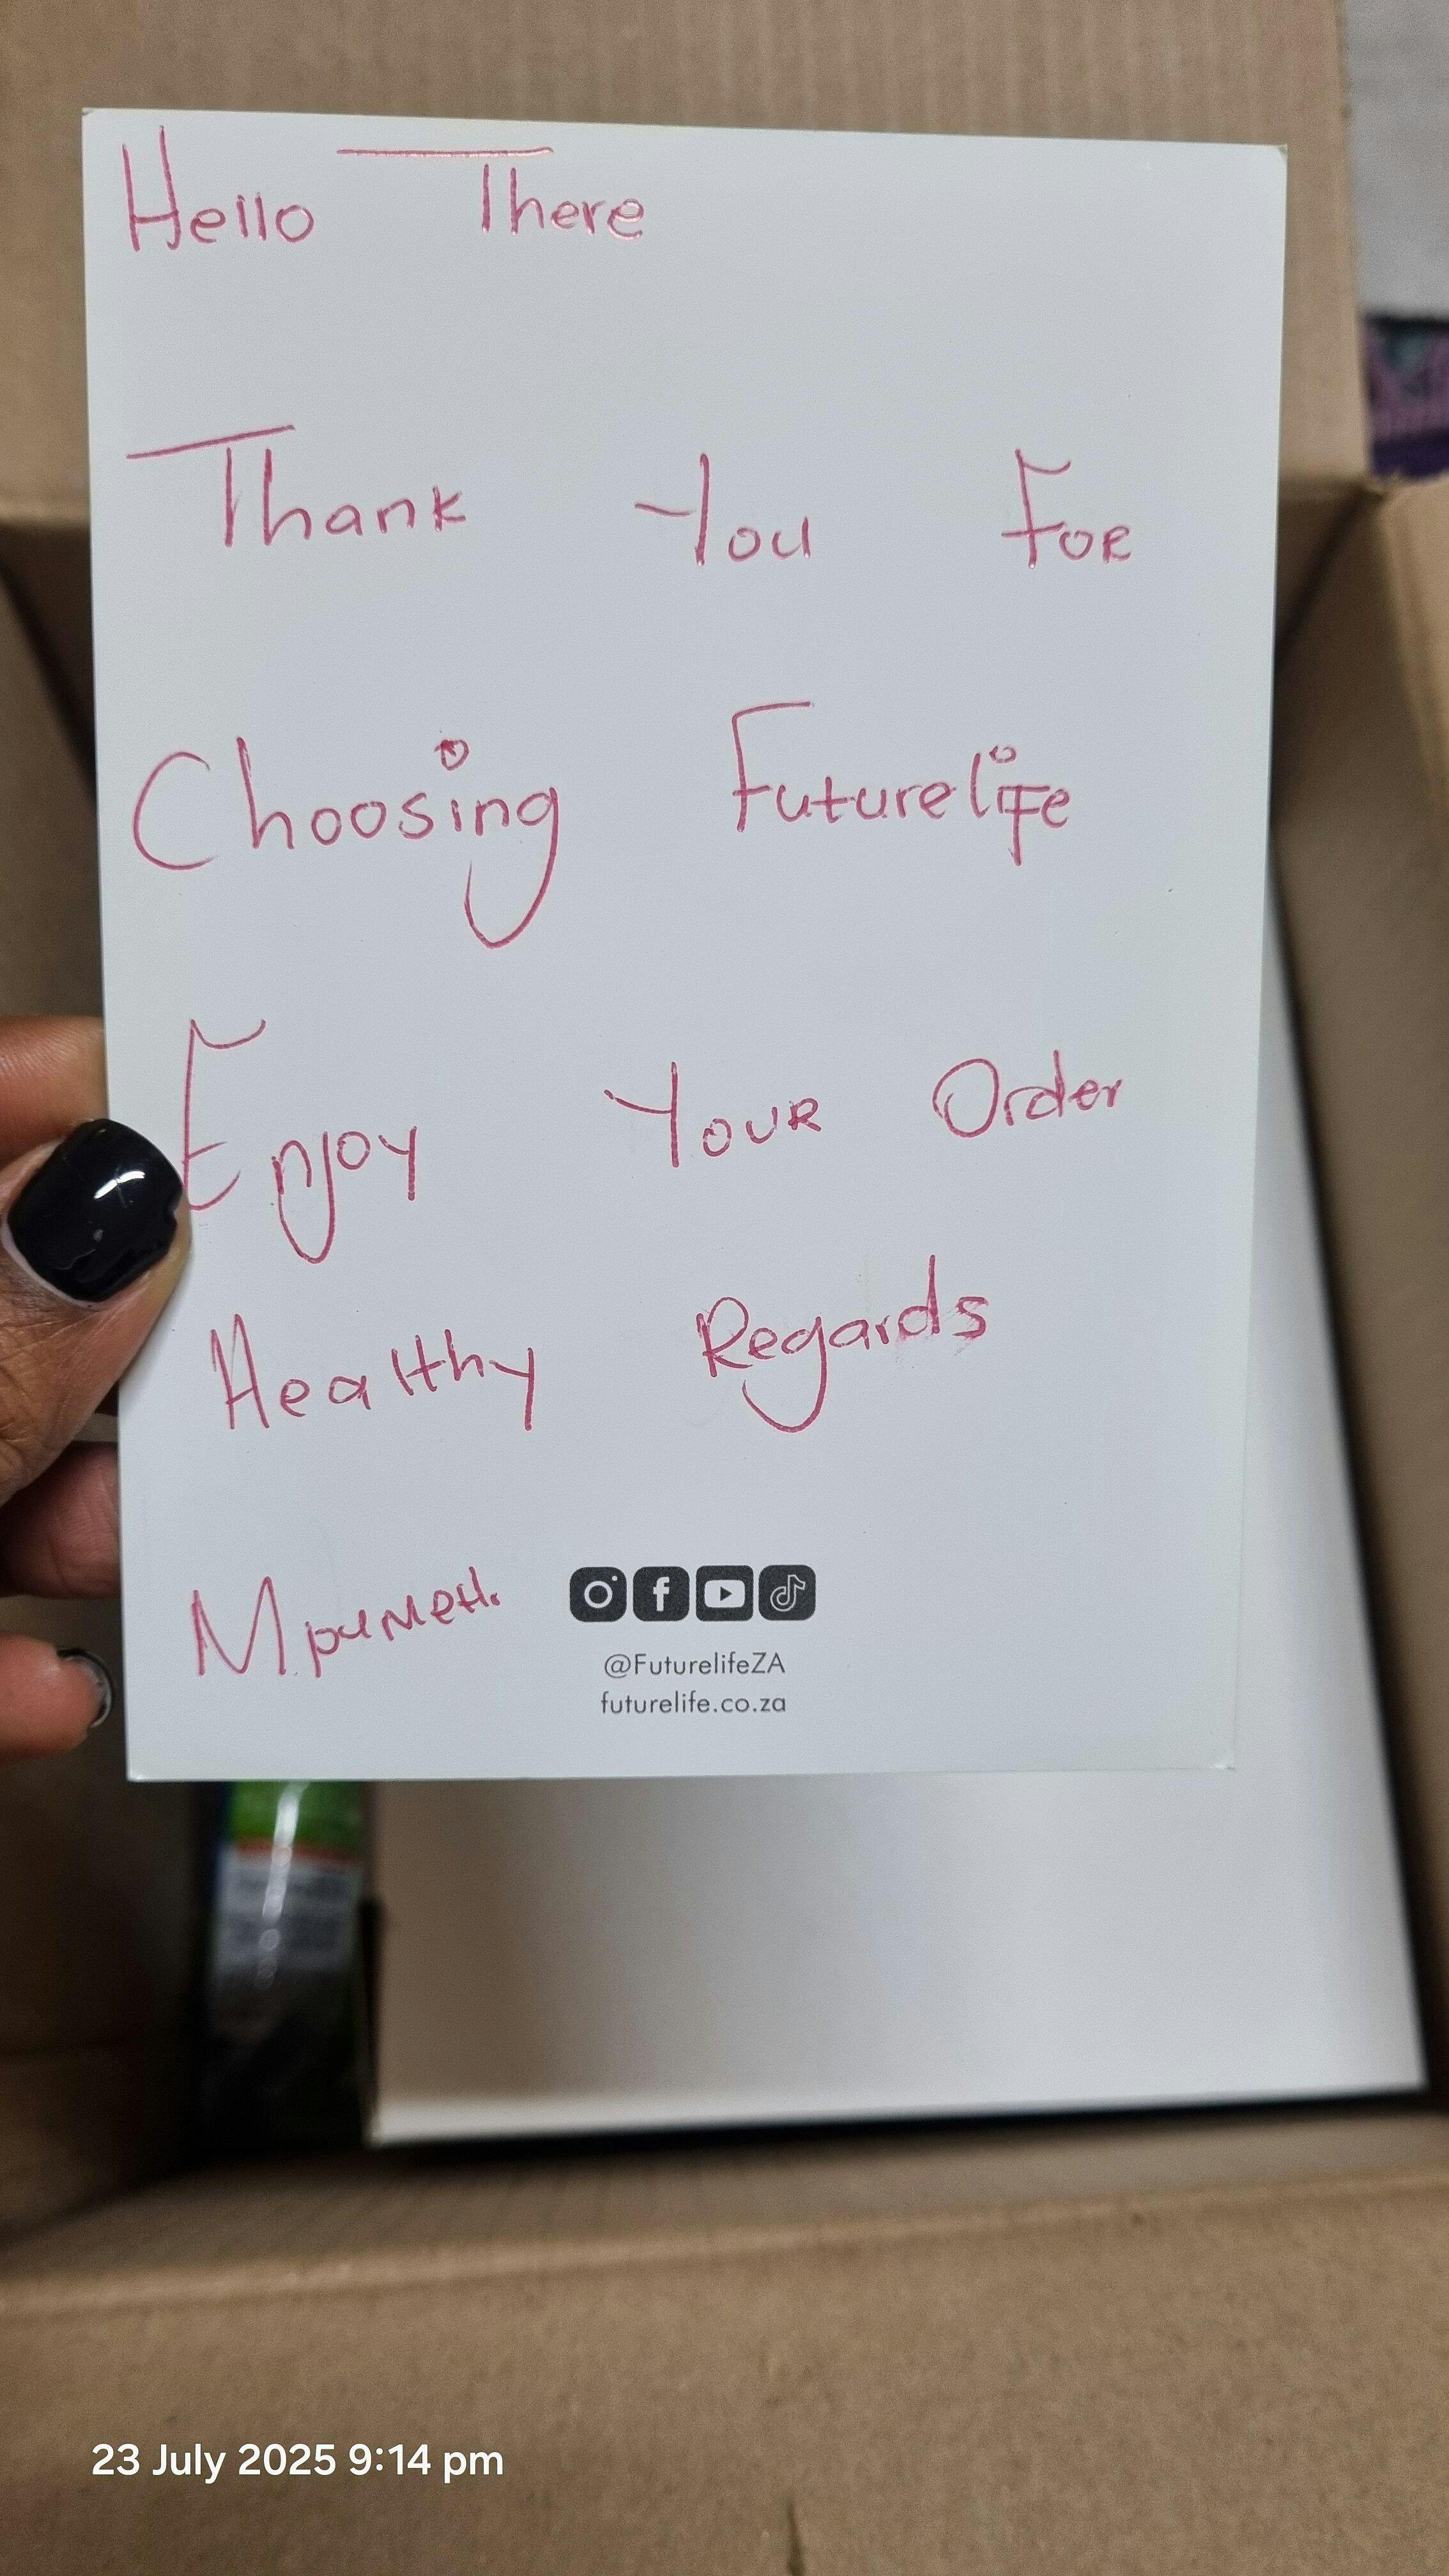 Hello There
Thank You For
Choosing Futurelife
Enjoy Your Order
Healthy Regards
@FuturelifeZA
futurelife.co.za
23 July 2025 9:14 pm